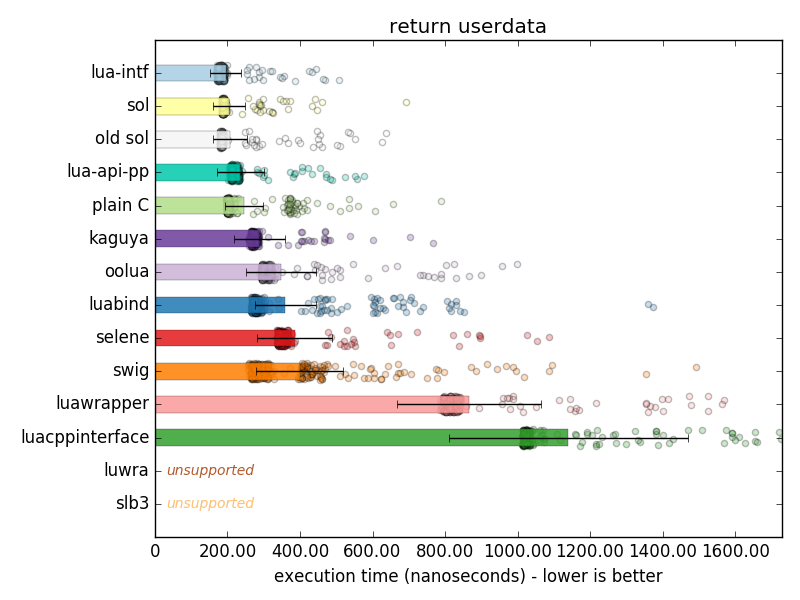 return userdata
lua-intf
sol
old sol
lua-api-pp
plain C
kaguya
oolua
luabind
selene
swig
luawrapper
luacppinterface
luwra unsupported
slb3 unsupported
0 200.00 400.00 600.00 800.00 1000.00 1200.00 1400.00 1600.00
execution time (nanoseconds) - lower is better